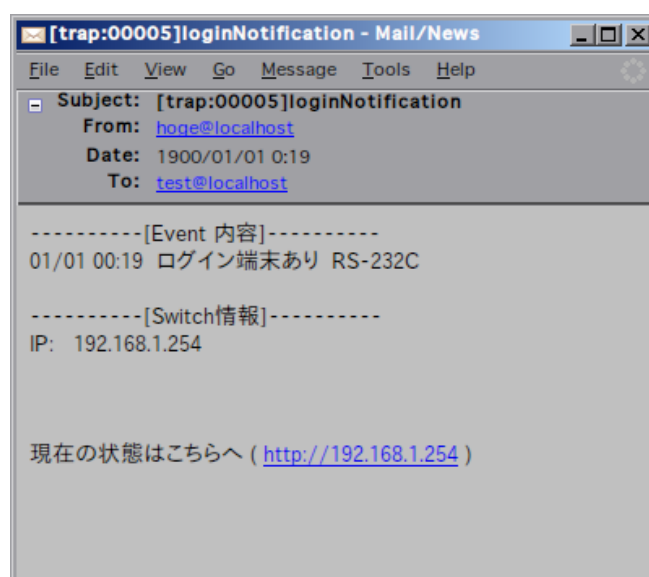 [trap:00005]loginNotification - Mail/News
File Edit View Go Message Tools Help
Subject: [trap:00005]loginNotification
From: hoge@localhost
Date: 1900/01/01 0:19
To: test@localhost
----------[Event 内容]----------
01/01 00:19 ログイン端末あり RS-232C
----------[Switch情報]----------
IP: 192.168.1.254
現在の状態はこちらへ ( http://192.168.1.254 )